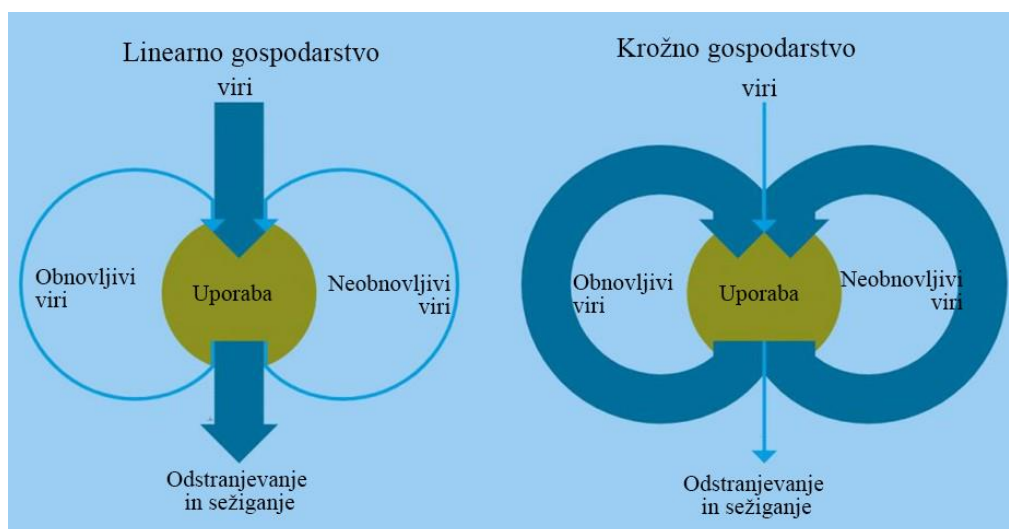 Linearno gospodarstvo
viri
Obnovljivi
viri
Uporaba
Neobnovljivi
viri
Odstranjevanje
in sežiganje
Krožno gospodarstvo
viri
Obnovljivi
viri
Uporaba
Neobnovljivi
viri
Odstranjevanje
in sežiganje